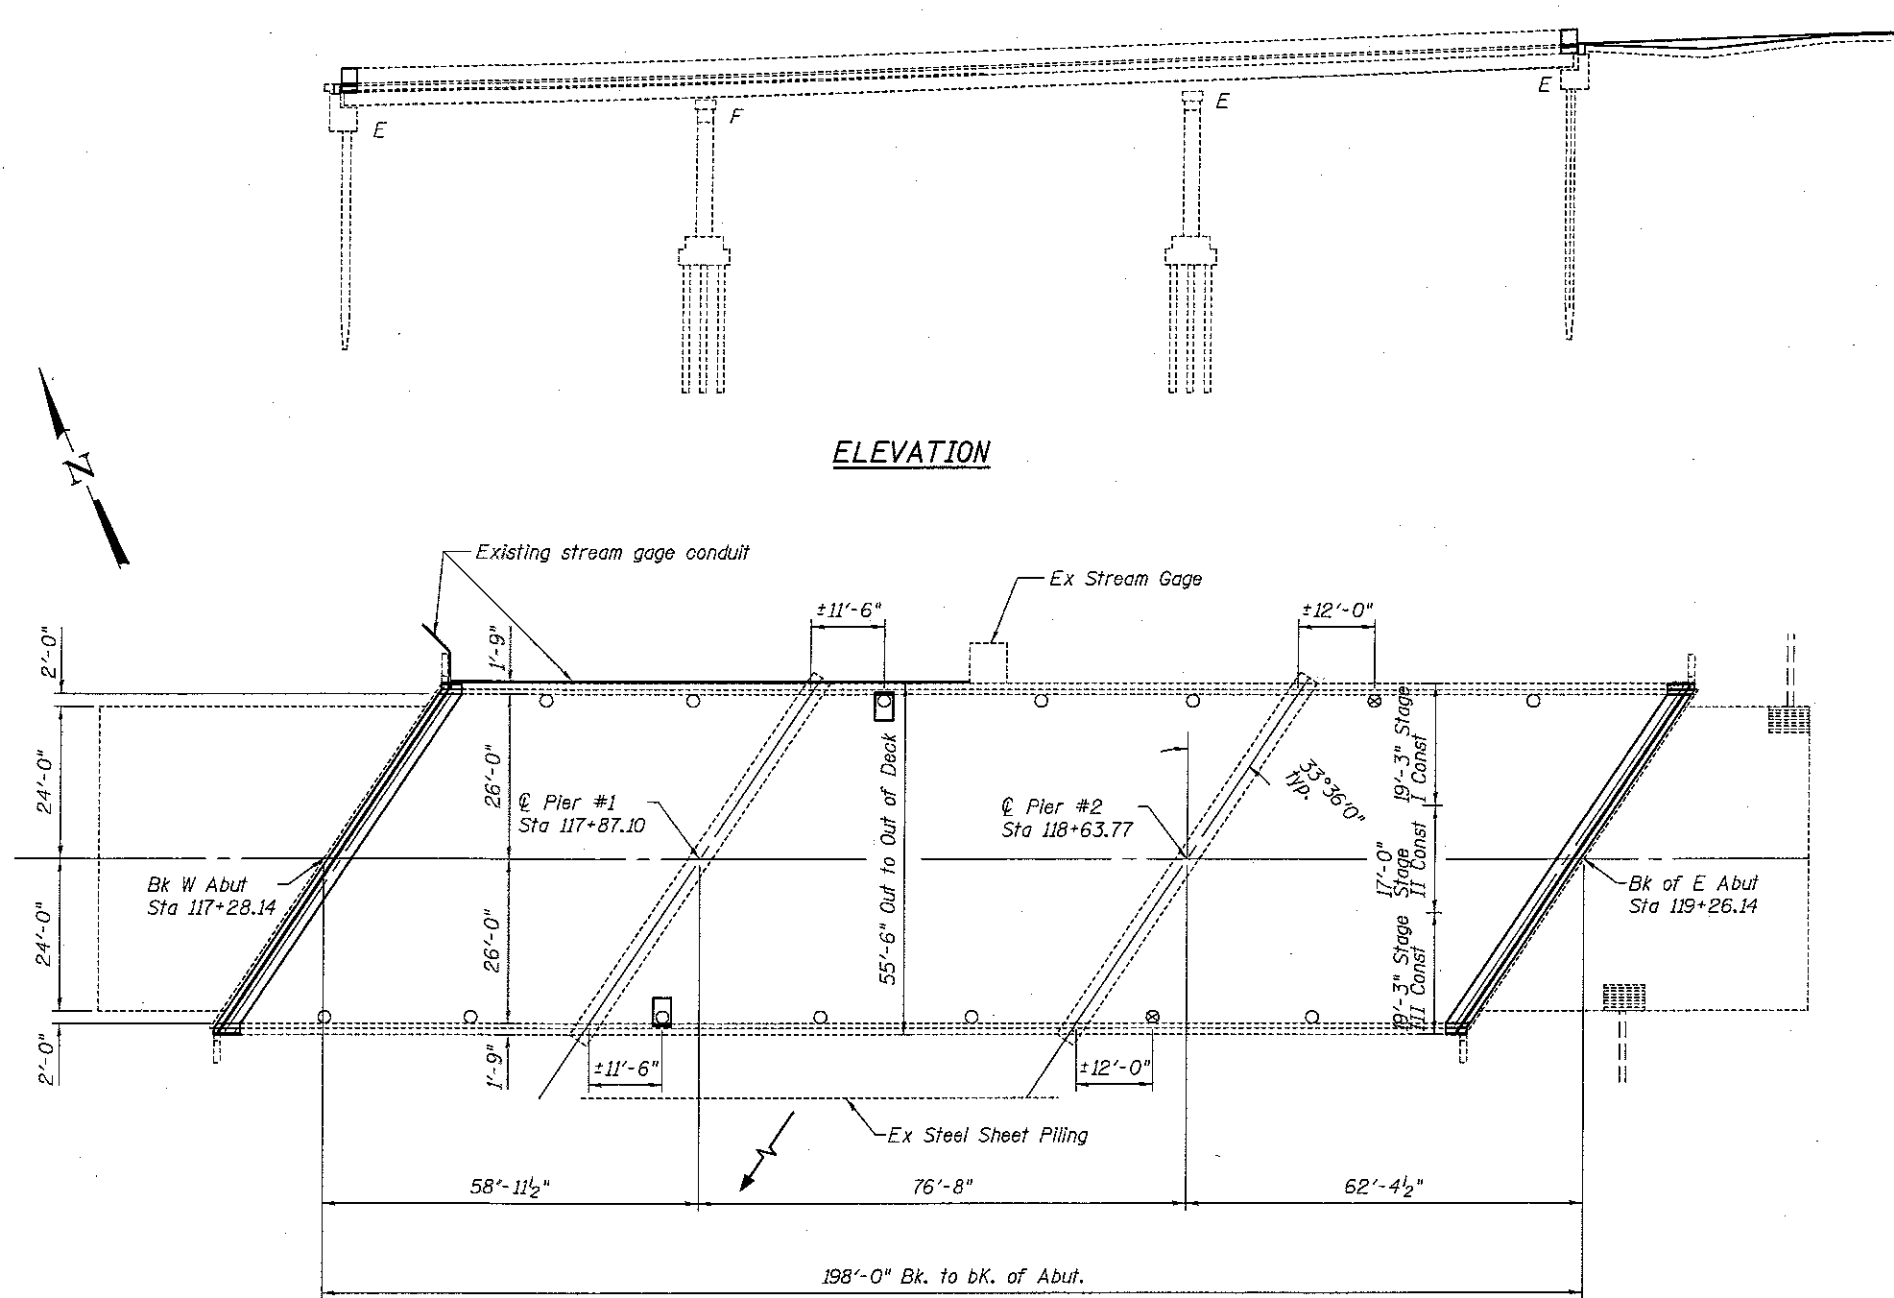 E
F
E
E
ELEVATION
N
Existing stream gage conduit
Ex Stream Gage
±11'-6"
±12'-0"
2'-0"
1'-9"
24'-0"
26'-0"
℄ Pier #1
Sta 117+87.10
55'-6" Out to Out of Deck
℄ Pier #2
Sta 118+63.77
33°36'0"
typ.
19'-3" Stage
I Const
17'-0"
Stage
II Const
19'-3" Stage
III Const
Bk W Abut
Sta 117+28.14
Bk of E Abut
Sta 119+26.14
24'-0"
26'-0"
2'-0"
1'-9"
±11'-6"
±12'-0"
Ex Steel Sheet Piling
58'-11½"
76'-8"
62'-4½"
198'-0" Bk. to bK. of Abut.